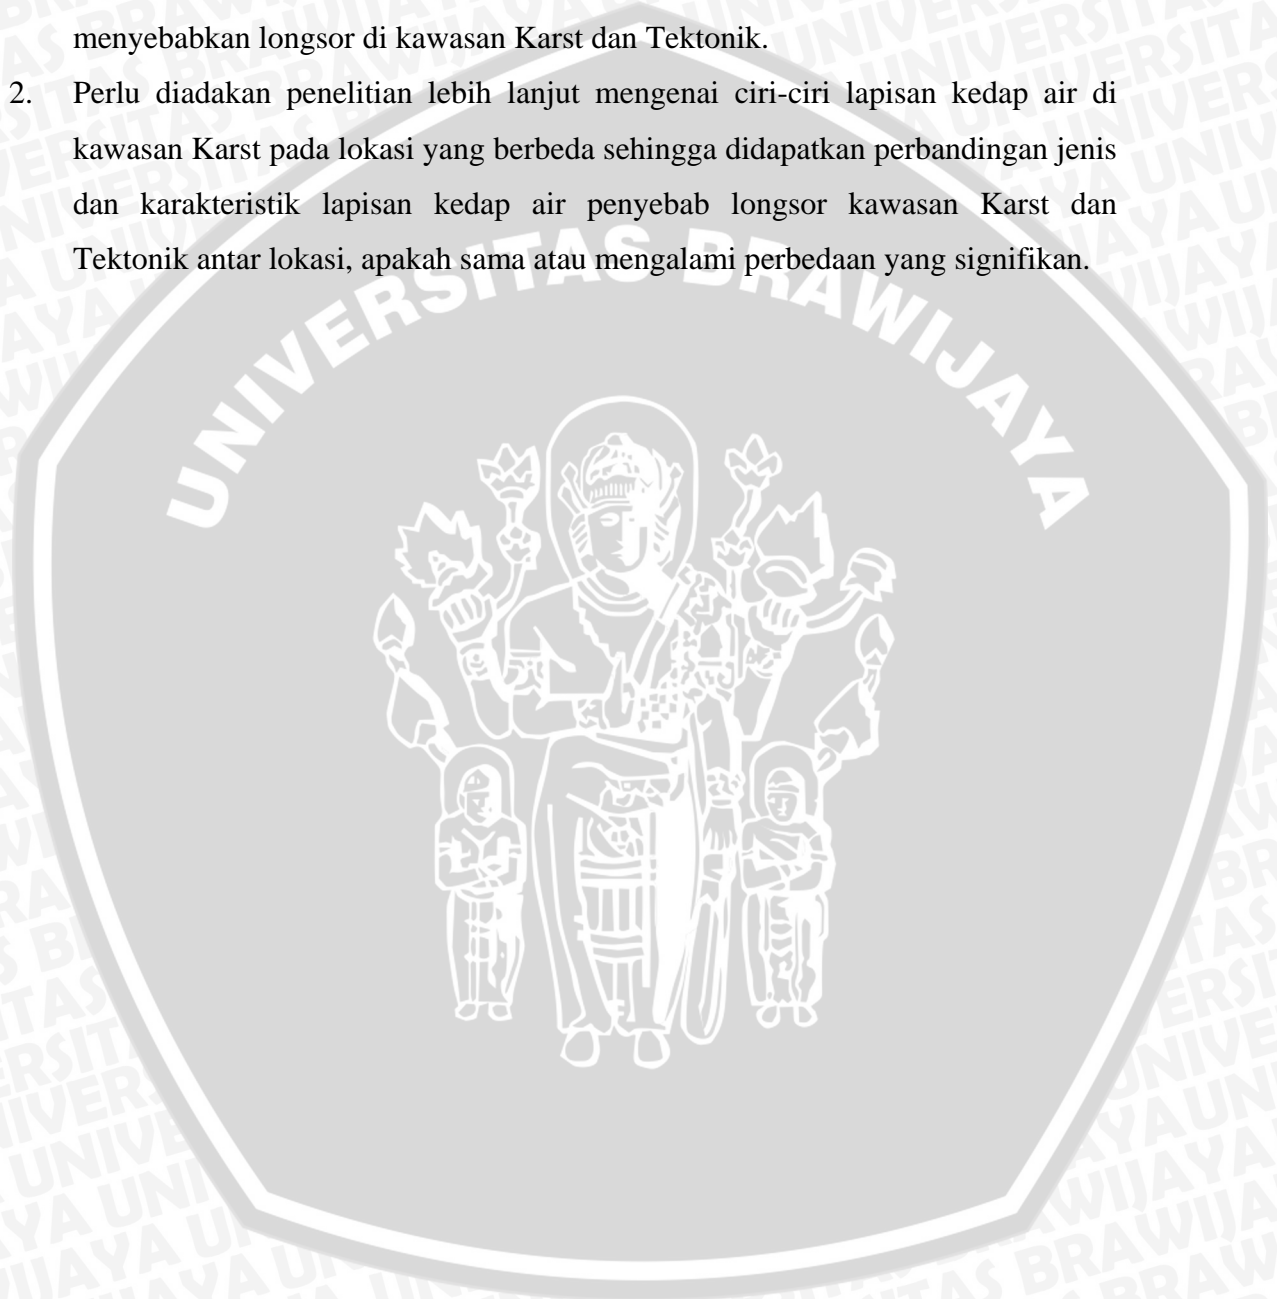 menyebabkan longsor di kawasan Karst dan Tektonik.
2. Perlu diadakan penelitian lebih lanjut mengenai ciri-ciri lapisan kedap air di
kawasan Karst pada lokasi yang berbeda sehingga didapatkan perbandingan jenis
dan karakteristik lapisan kedap air penyebab longsor kawasan Karst dan
Tektonik antar lokasi, apakah sama atau mengalami perbedaan yang signifikan.
UNIVERSITAS BRAWIJAYA